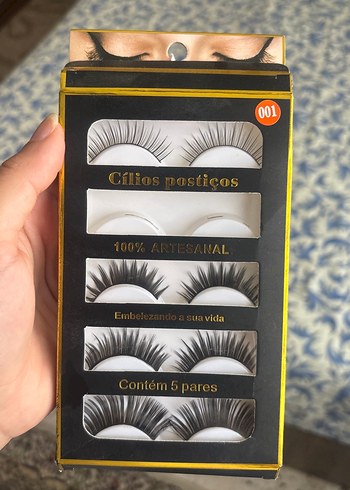 001
Cílios postiços
100% ARTESANAL
Embelezando a sua vida
Contém 5 pares